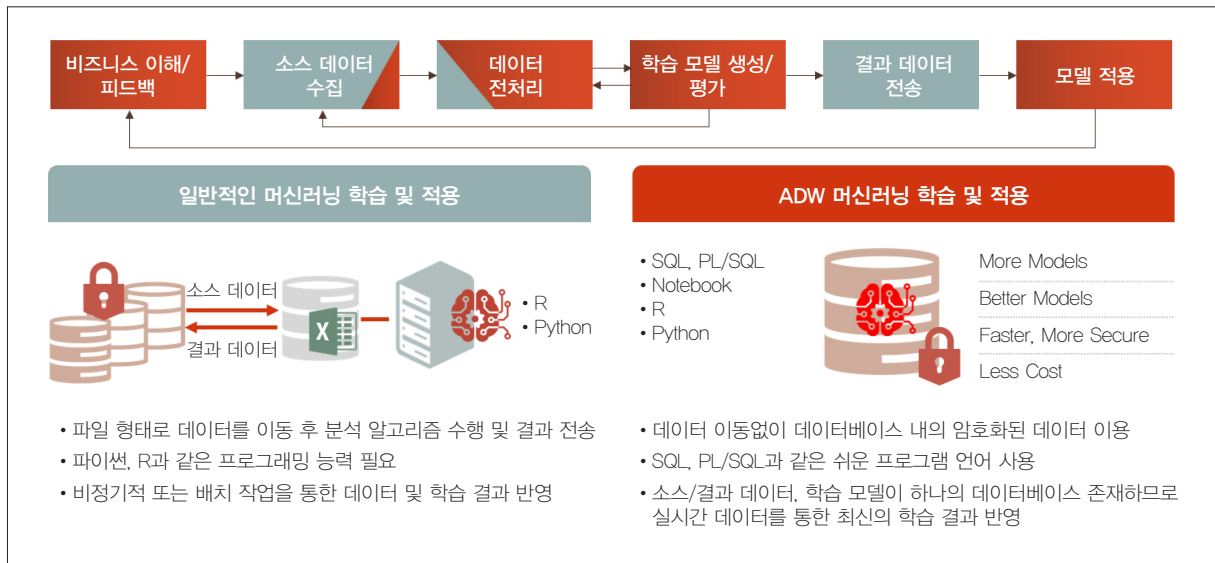 비즈니스 이해/
피드백
소스 데이터
수집
데이터
전처리
학습 모델 생성/
평가
결과 데이터
전송
모델 적용
일반적인 머신러닝 학습 및 적용
소스 데이터
결과 데이터
X
• R
• Python
• 파일 형태로 데이터를 이동 후 분석 알고리즘 수행 및 결과 전송
• 파이썬, R과 같은 프로그래밍 능력 필요
• 비정기적 또는 배치 작업을 통한 데이터 및 학습 결과 반영
ADW 머신러닝 학습 및 적용
• SQL, PL/SQL
• Notebook
• R
• Python
More Models
Better Models
Faster, More Secure
Less Cost
• 데이터 이동없이 데이터베이스 내의 암호화된 데이터 이용
• SQL, PL/SQL과 같은 쉬운 프로그램 언어 사용
• 소스/결과 데이터, 학습 모델이 하나의 데이터베이스 존재하므로
실시간 데이터를 통한 최신의 학습 결과 반영